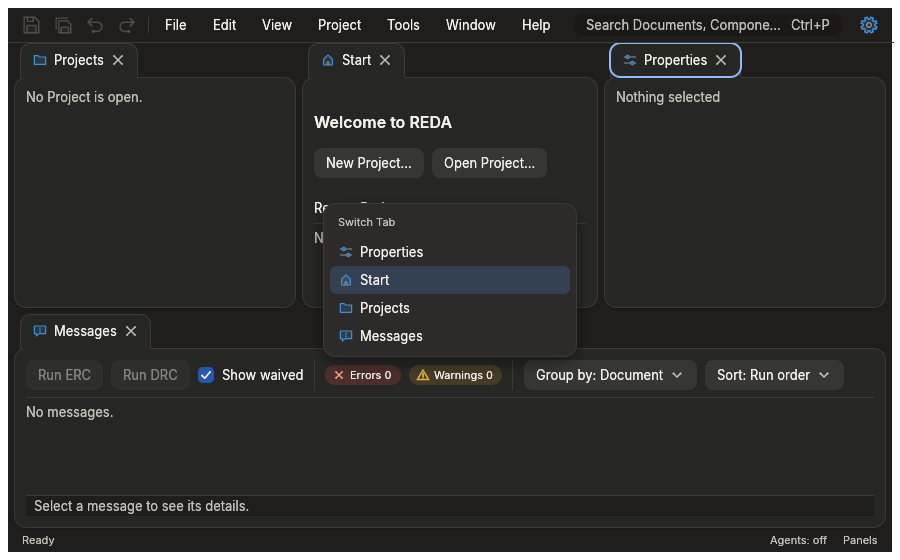 File Edit View Project Tools Window Help Search Documents, Compone... Ctrl+P
Projects
Start
Properties
No Project is open.
Nothing selected
Welcome to REDA
New Project... Open Project...
Switch Tab
Properties
Start
Projects
Messages
Messages
Run ERC Run DRC Show waived Errors 0 Warnings 0 Group by: Document Sort: Run order
No messages.
Select a message to see its details.
Ready Agents: off Panels